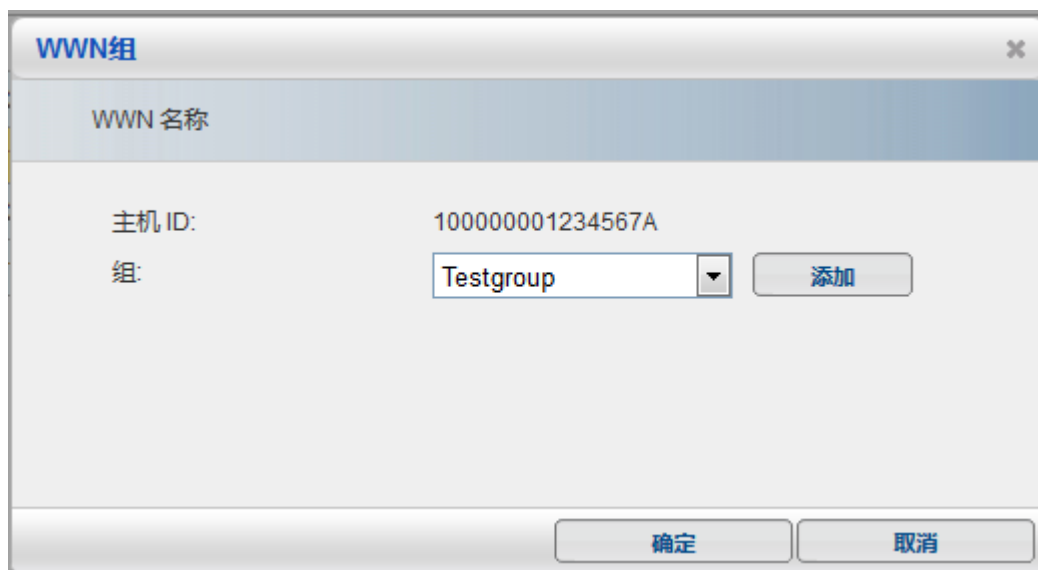 WWN组
WWN 名称
主机 ID: 100000001234567A
组: Testgroup 添加
确定 取消